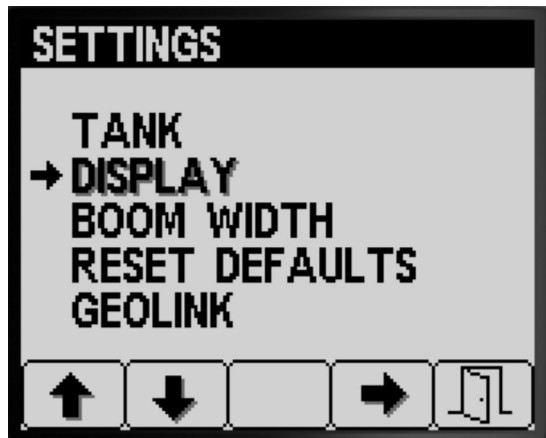 SETTINGS
TANK
DISPLAY
BOOM WIDTH
RESET DEFAULTS
GEOLINK